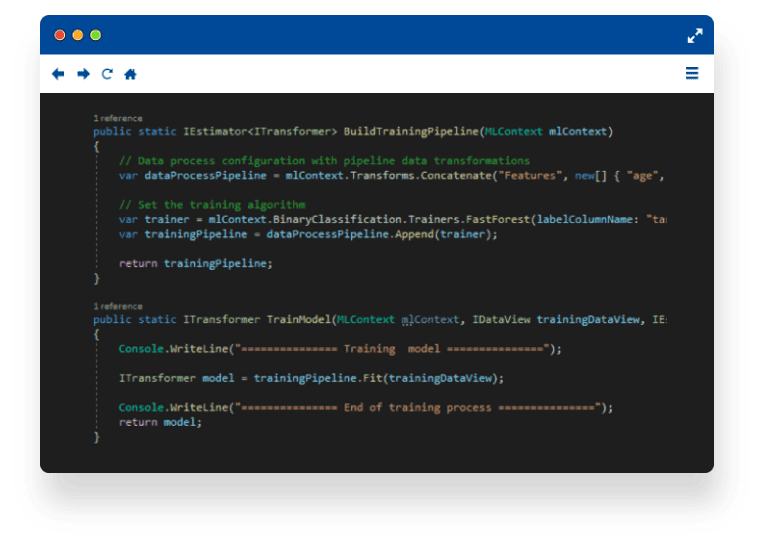 1 reference
public static IEstimator<ITransformer> BuildTrainingPipeline(MLContext mlContext)
{
// Data process configuration with pipeline data transformations
var dataProcessPipeline = mlContext.Transforms.Concatenate("Features", new[] { "age",
// Set the training algorithm
var trainer = mlContext.BinaryClassification.Trainers.FastForest(labelColumnName: "ta
var trainingPipeline = dataProcessPipeline.Append(trainer);
return trainingPipeline;
}
1 reference
public static ITransformer TrainModel(MLContext mlContext, IDataView trainingDataView, IE
{
Console.WriteLine("=============== Training  model ===============");
ITransformer model = trainingPipeline.Fit(trainingDataView);
Console.WriteLine("=============== End of training process ===============");
return model;
}